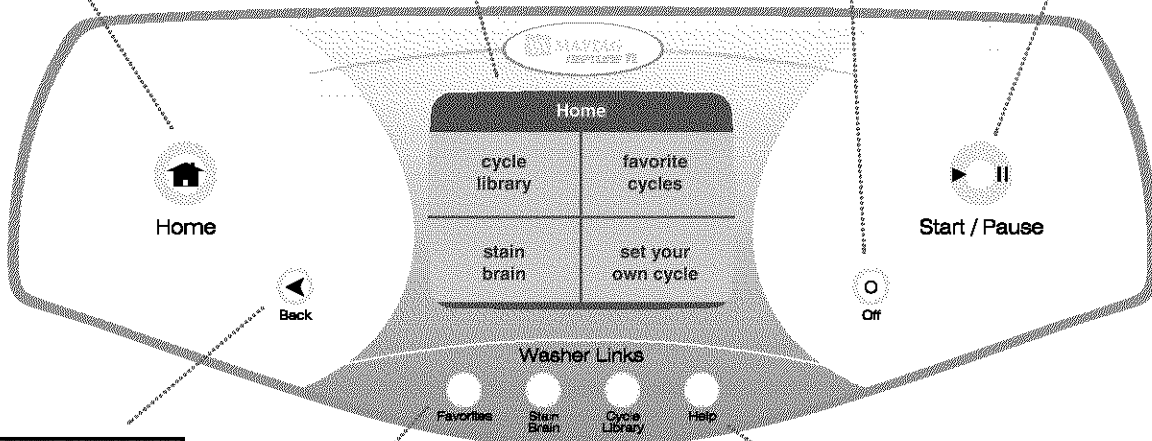 MAYTAG
Home
cycle
library
favorite
cycles
stain
brain
set your
own cycle
Home
Back
Start / Pause
Off
Washer Links
Favorites
Stain
Brain
Cycle
Library
Help